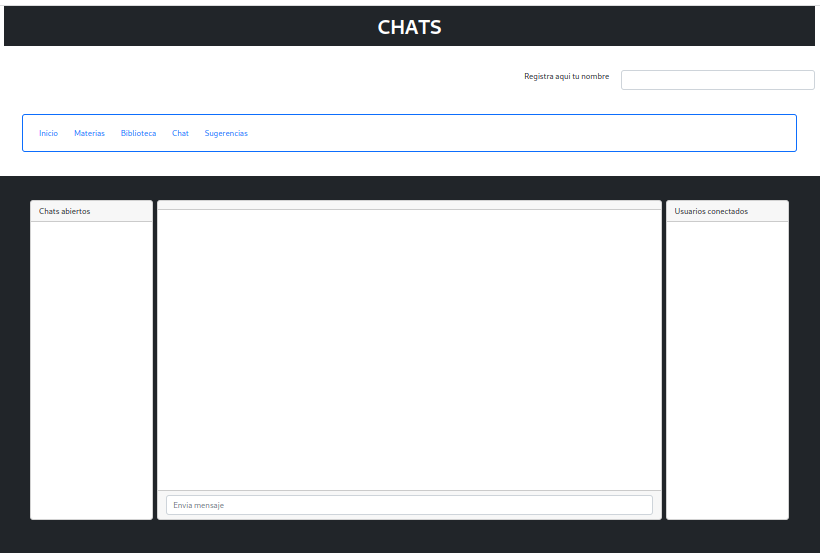 CHATS
Registra aqui tu nombre
Inicio Materias Biblioteca Chat Sugerencias
Chats abiertos
Usuarios conectados
Envia mensaje